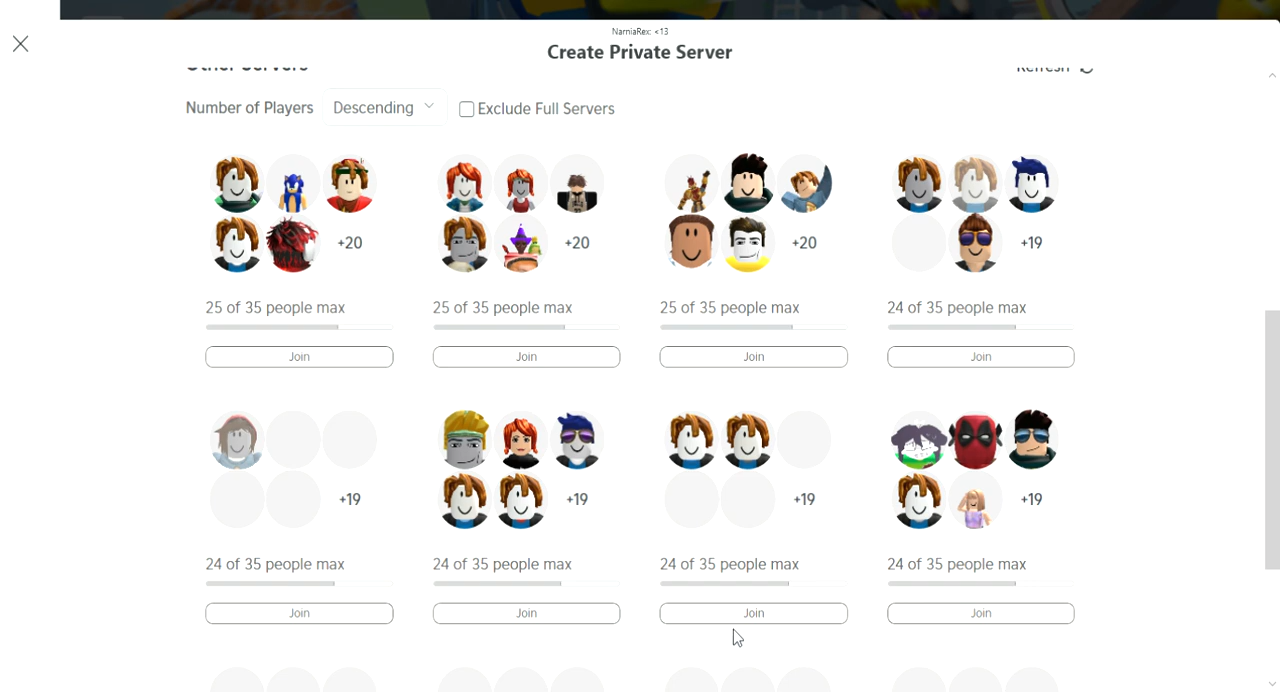 NarniaRex: <13
Create Private Server
Other Servers
Refresh
Number of Players Descending Exclude Full Servers
+20 +20 +20 +19
25 of 35 people max 25 of 35 people max 25 of 35 people max 24 of 35 people max
Join Join Join Join
+19 +19 +19 +19
24 of 35 people max 24 of 35 people max 24 of 35 people max 24 of 35 people max
Join Join Join Join